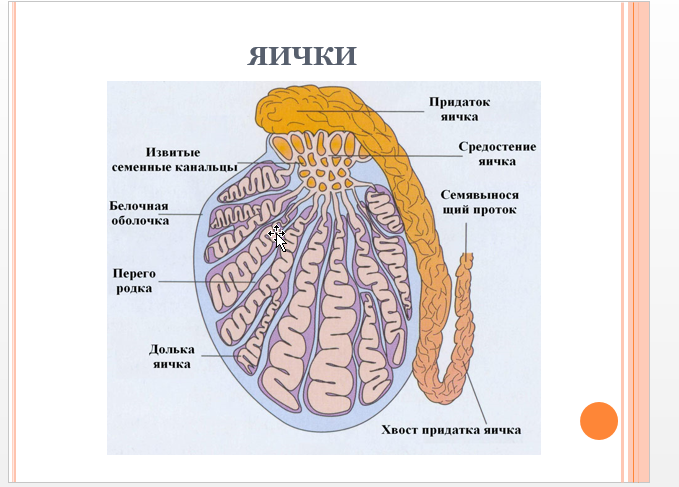 ЯИЧКИ
Придаток
яичка
Средостение
яичка
Извитые
семенные канальцы
Семявынося
щий проток
Белочная
оболочка
Перего
родка
Долька
яичка
Хвост придатка яичка